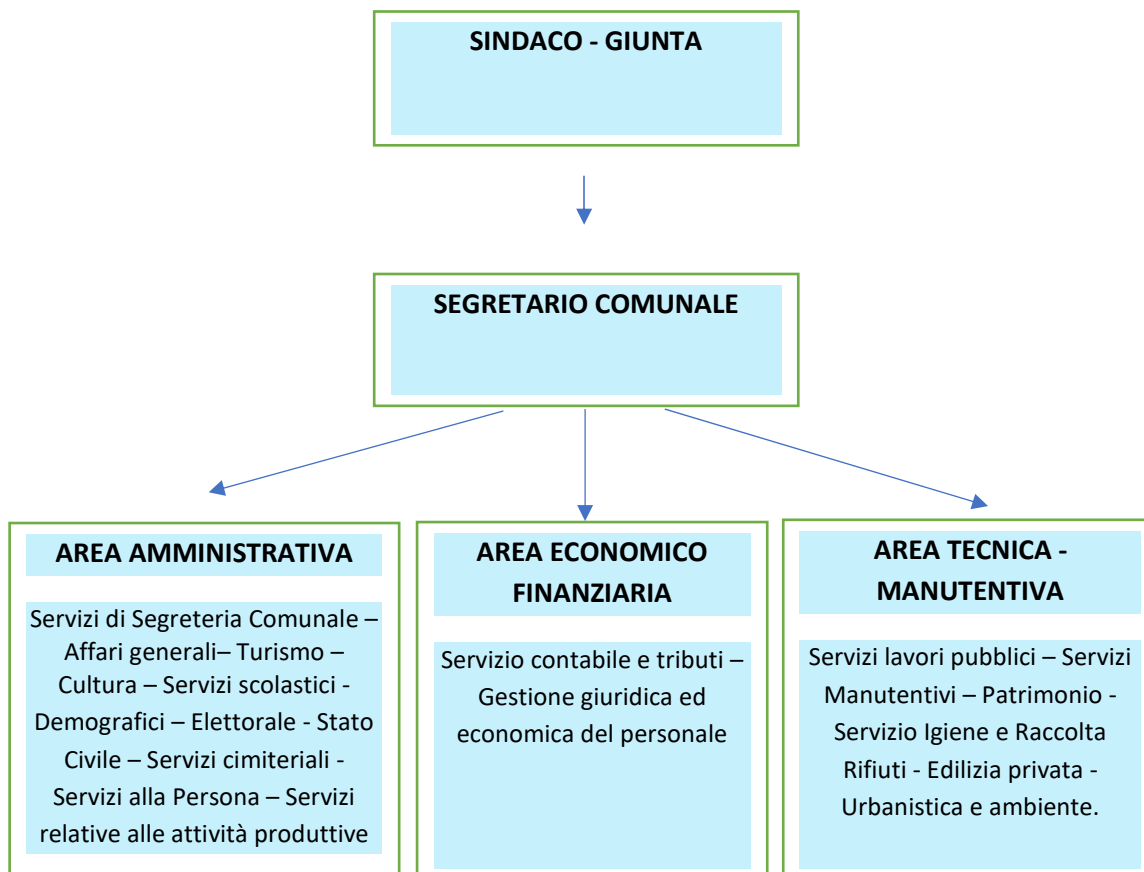 SINDACO - GIUNTA
SEGRETARIO COMUNALE
AREA AMMINISTRATIVA
Servizi di Segreteria Comunale –
Affari generali– Turismo –
Cultura – Servizi scolastici -
Demografici – Elettorale - Stato
Civile – Servizi cimiteriali -
Servizi alla Persona – Servizi
relative alle attività produttive
AREA ECONOMICO
FINANZIARIA
Servizio contabile e tributi –
Gestione giuridica ed
economica del personale
AREA TECNICA -
MANUTENTIVA
Servizi lavori pubblici – Servizi
Manutentivi – Patrimonio -
Servizio Igiene e Raccolta
Rifiuti - Edilizia privata -
Urbanistica e ambiente.